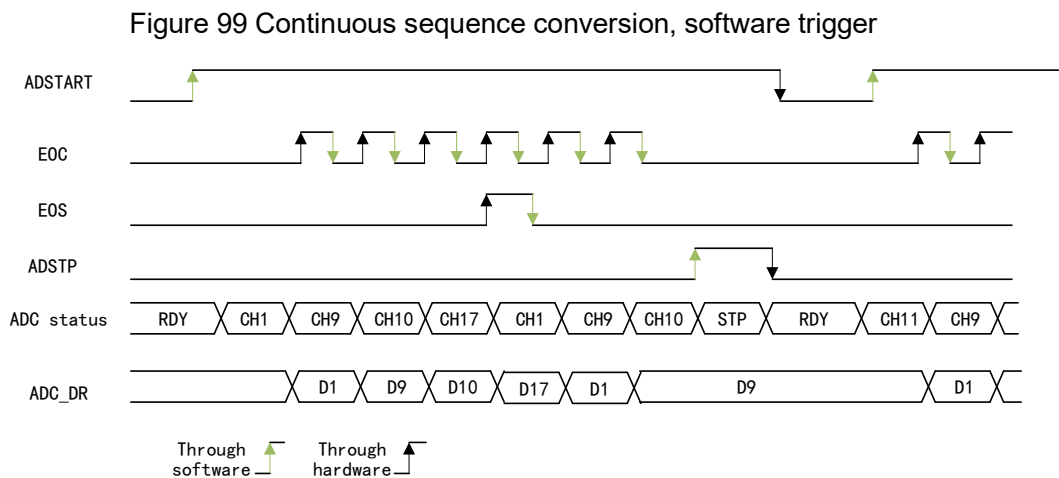 Figure 99 Continuous sequence conversion, software trigger
ADSTART
EOC
EOS
ADSTP
ADC status RDY CH1 CH9 CH10 CH17 CH1 CH9 CH10 STP RDY CH11 CH9
ADC_DR D1 D9 D10 D17 D1 D9 D1
Through Through
software hardware